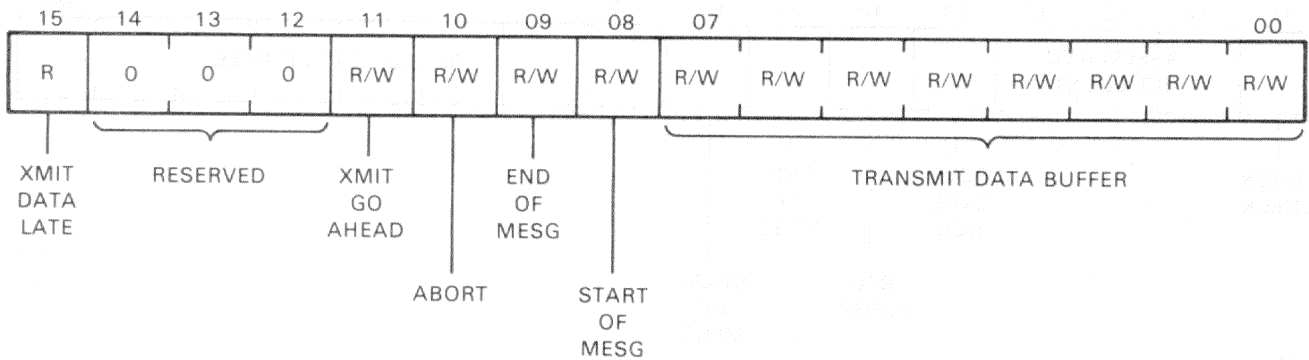 15 14 13 12 11 10 09 08 07 00
R 0 0 0 R/W R/W R/W R/W R/W R/W R/W R/W R/W R/W R/W R/W
XMIT
DATA
LATE
RESERVED
XMIT
GO
AHEAD
ABORT
END
OF
MESG
START
OF
MESG
TRANSMIT DATA BUFFER